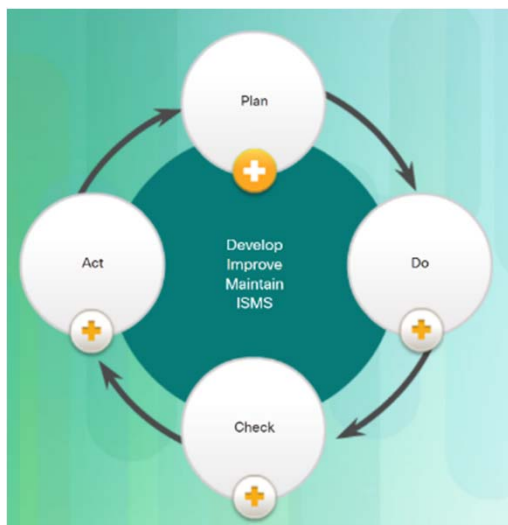 Plan
Act
Develop
Improve
Maintain
ISMS
Do
Check